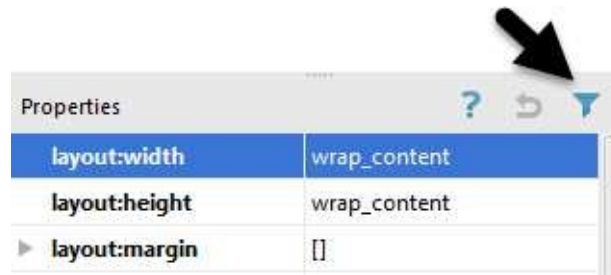 Properties ?
layout:width wrap_content
layout:height wrap_content
layout:margin []